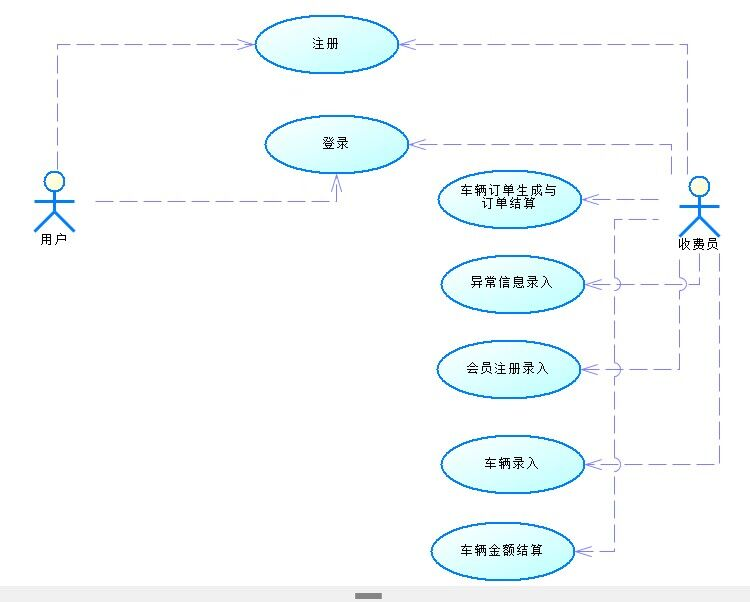 注册
登录
车辆订单生成与
订单结算
用户
收费员
异常信息录入
会员注册录入
车辆录入
车辆金额结算